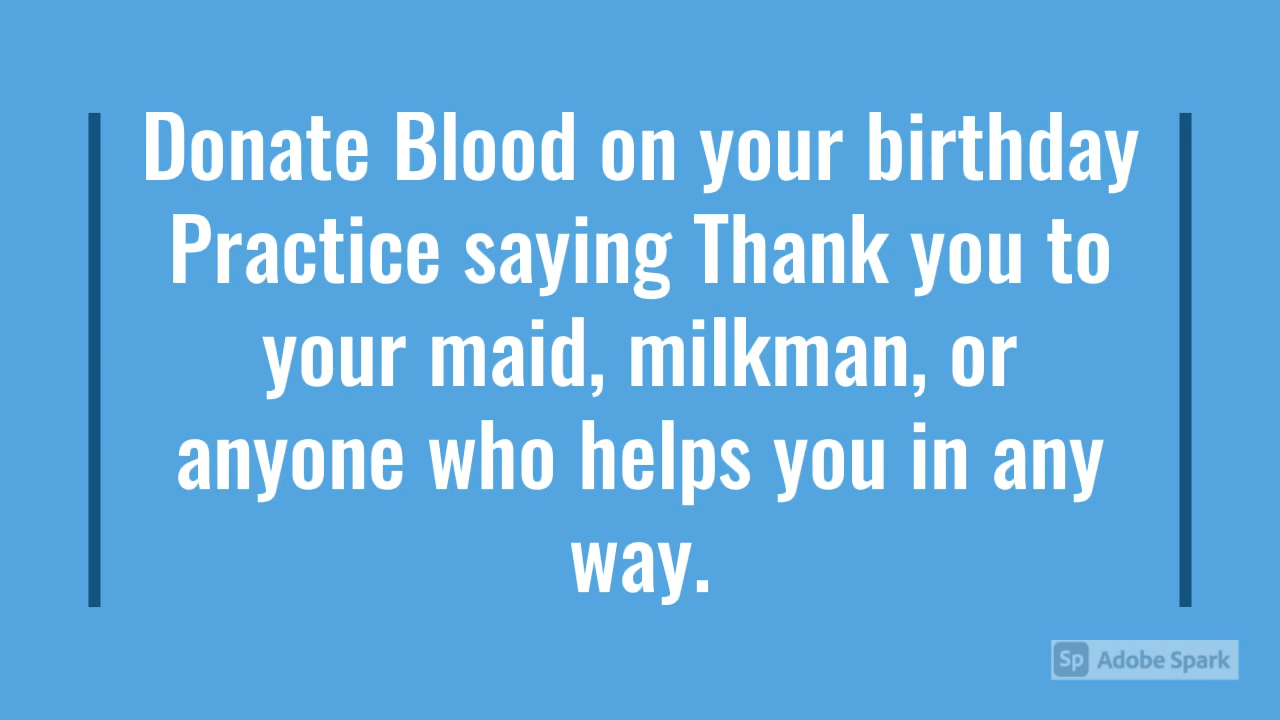 Donate Blood on your birthday
Practice saying Thank you to
your maid, milkman, or
anyone who helps you in any
way.
Sp Adobe Spark